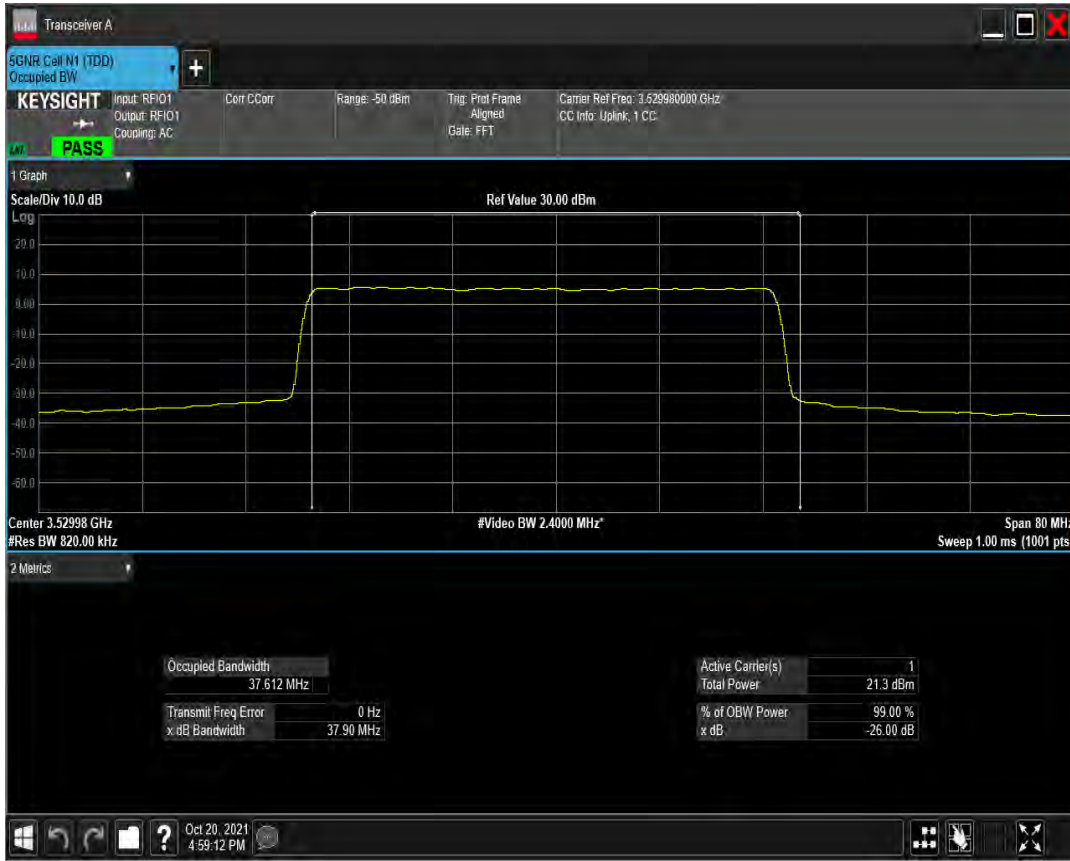 Transceiver A
5GNR Cell N1 (TDD)
Occupied BW
+
KEYSIGHT
PASS
Input: RFIO1
Output: RFIO1
Coupling: AC
Corr CCorr
Range: -50 dBm
Trig: Prot Frame
Aligned
Gate: FFT
Carrier Ref Freq: 3.529980000 GHz
CC Info: Uplink, 1 CC
1 Graph
Scale/Div 10.0 dB
Ref Value 30.00 dBm
Log
20.0
10.0
0.00
-10.0
-20.0
-30.0
-40.0
-50.0
-60.0
Center 3.52998 GHz
#Video BW 2.4000 MHz*
Span 80 MHz
#Res BW 820.00 kHz
Sweep 1.00 ms (1001 pts
2 Metrics
Occupied Bandwidth
37.612 MHz
Transmit Freq Error 0 Hz
x dB Bandwidth 37.90 MHz
Active Carrier(s) 1
Total Power 21.3 dBm
% of OBW Power 99.00 %
x dB -26.00 dB
?
Oct 20, 2021
4:59:12 PM